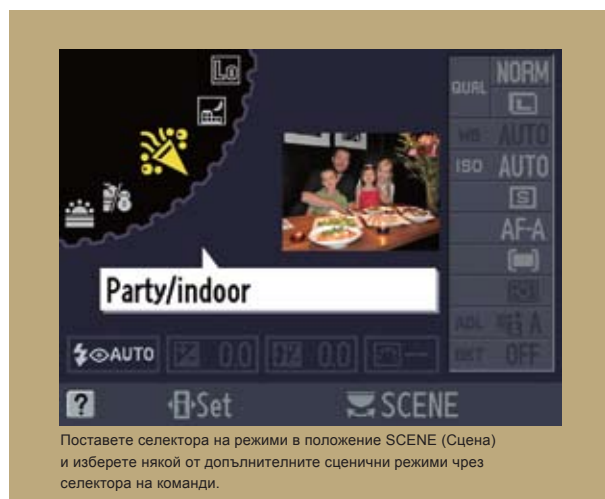 Lo
QUAL NORM
L
WB AUTO
ISO AUTO
S
AF-A
Party/indoor
ADL A
AUTO 0.0 0.0
BKT OFF
? Set SCENE
Поставете селектора на режими в положение SCENE (Сцена)
и изберете някой от допълнителните сценични режими чрез
селектора на команди.